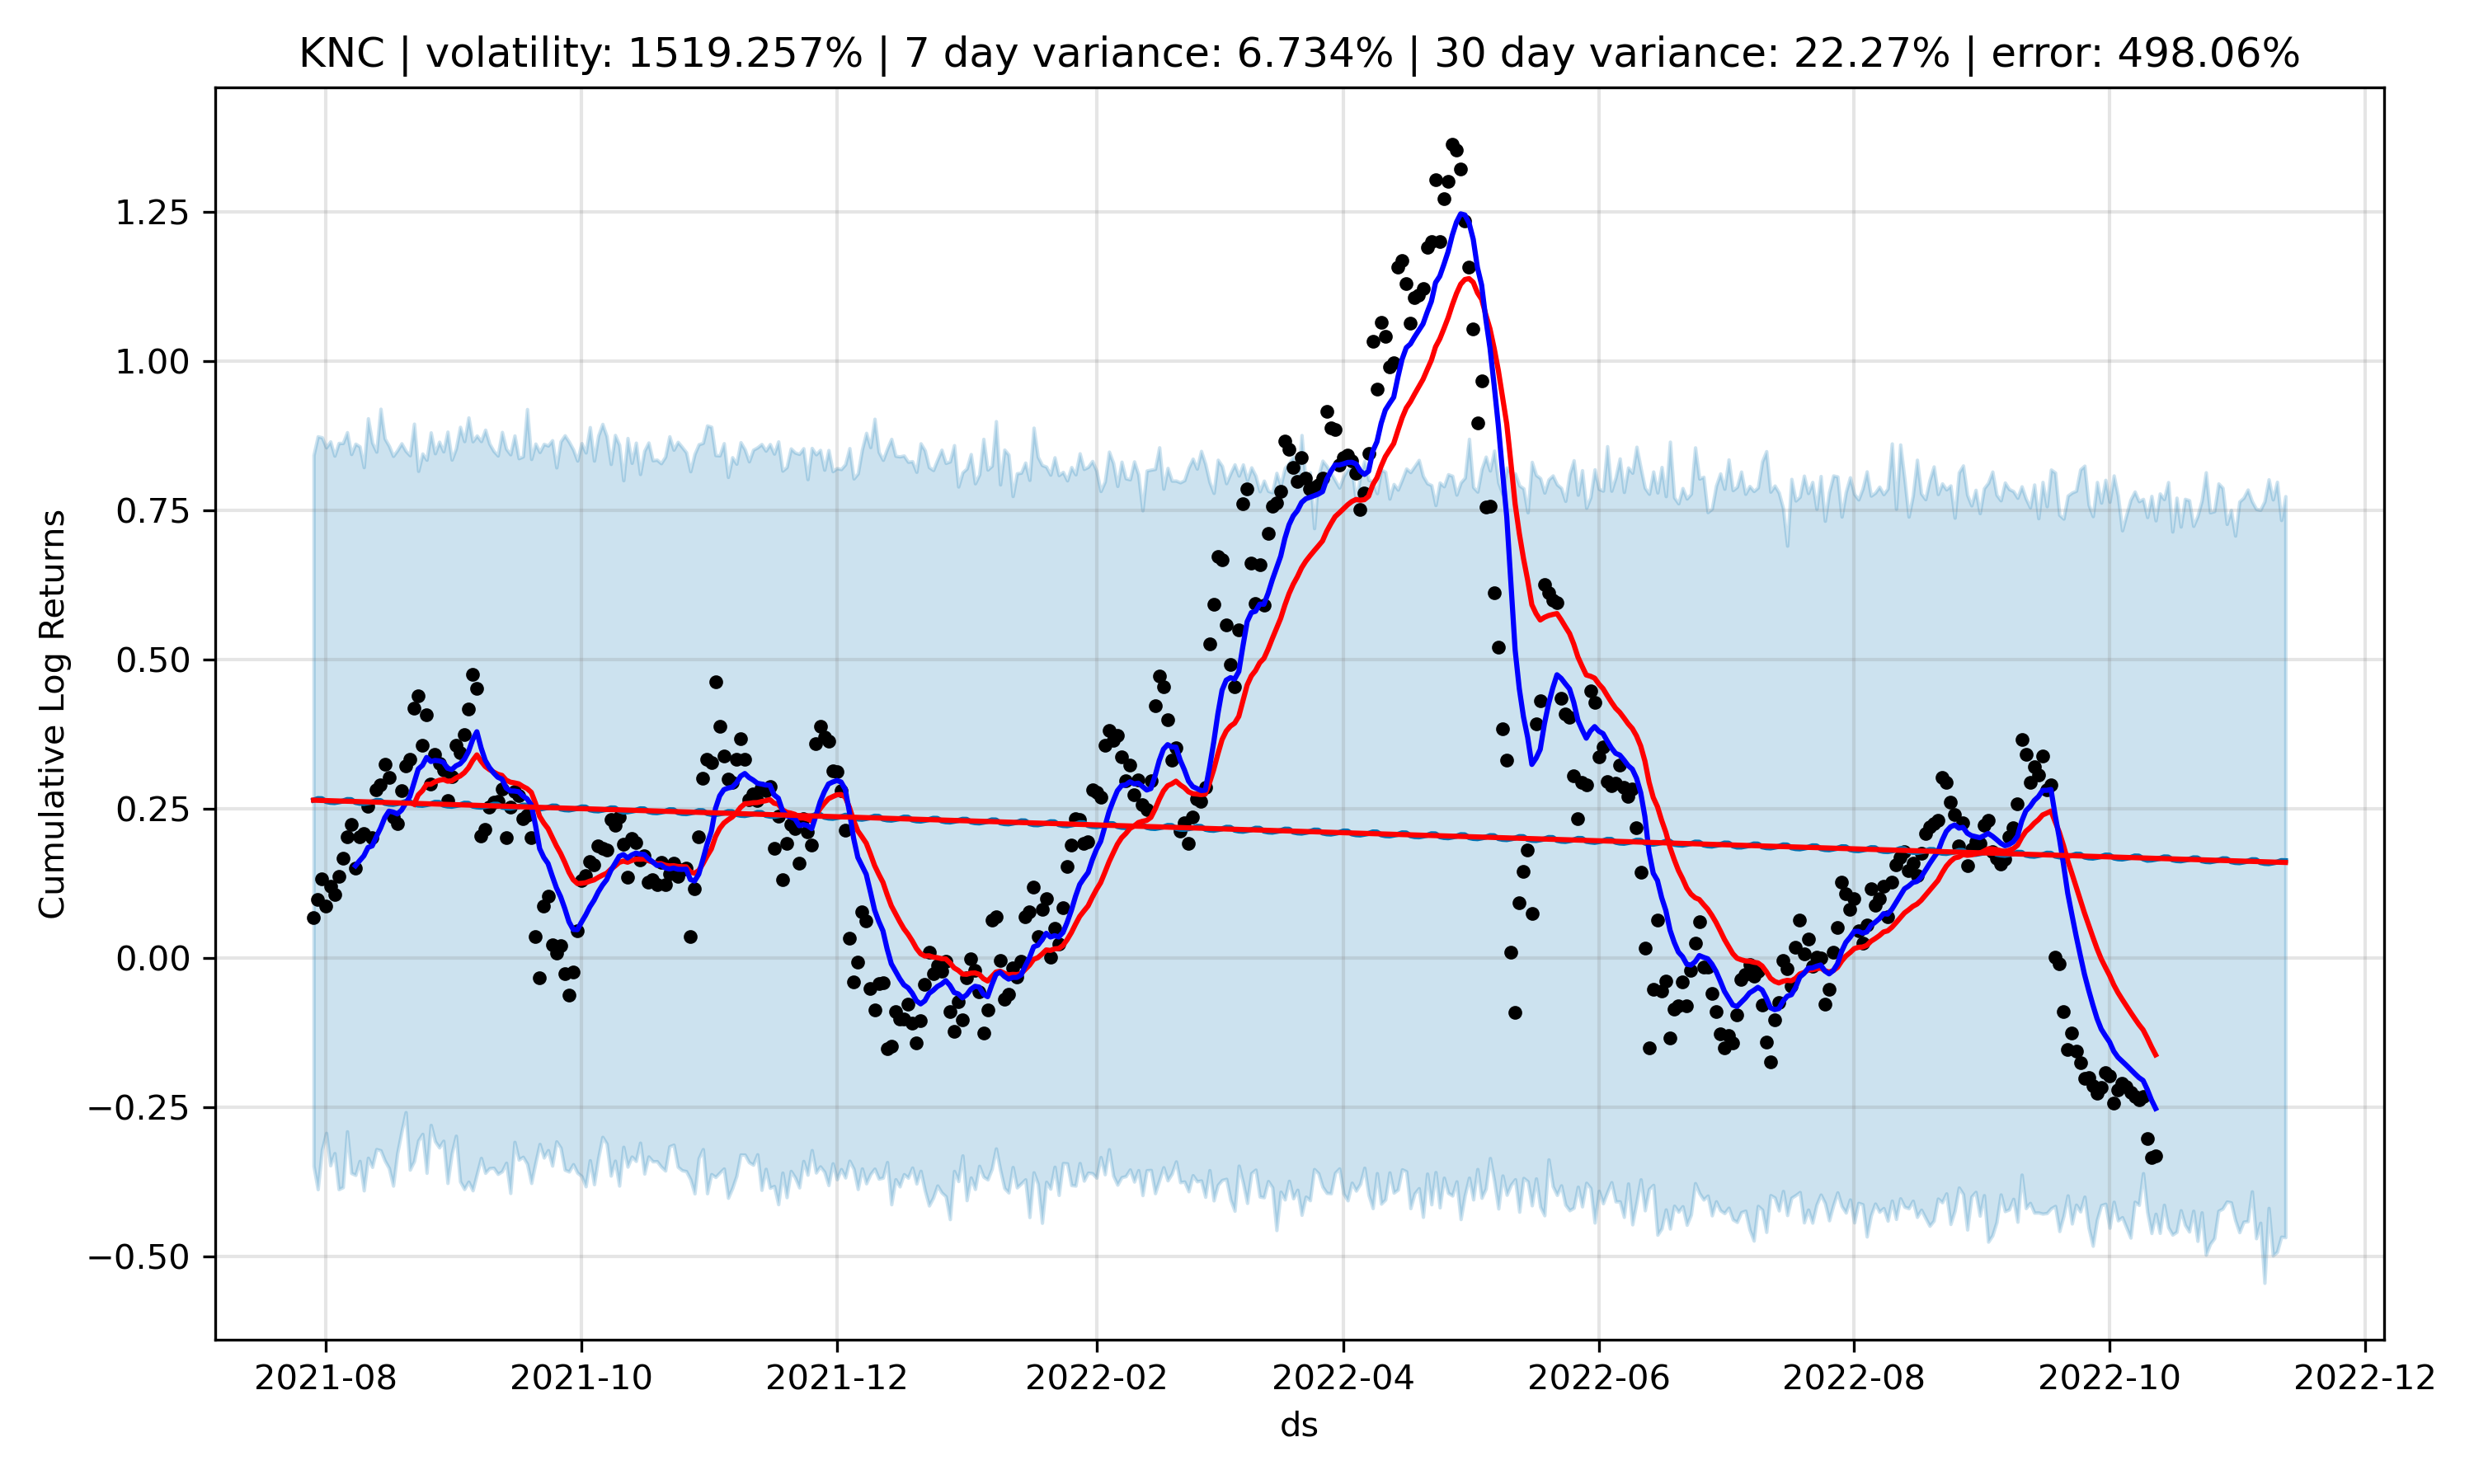 KNC | volatility: 1519.257% | 7 day variance: 6.734% | 30 day variance: 22.27% | error: 498.06%
Cumulative Log Returns
1.25
1.00
0.75
0.50
0.25
0.00
−0.25
−0.50
2021-08 2021-10 2021-12 2022-02 2022-04 2022-06 2022-08 2022-10 2022-12
ds